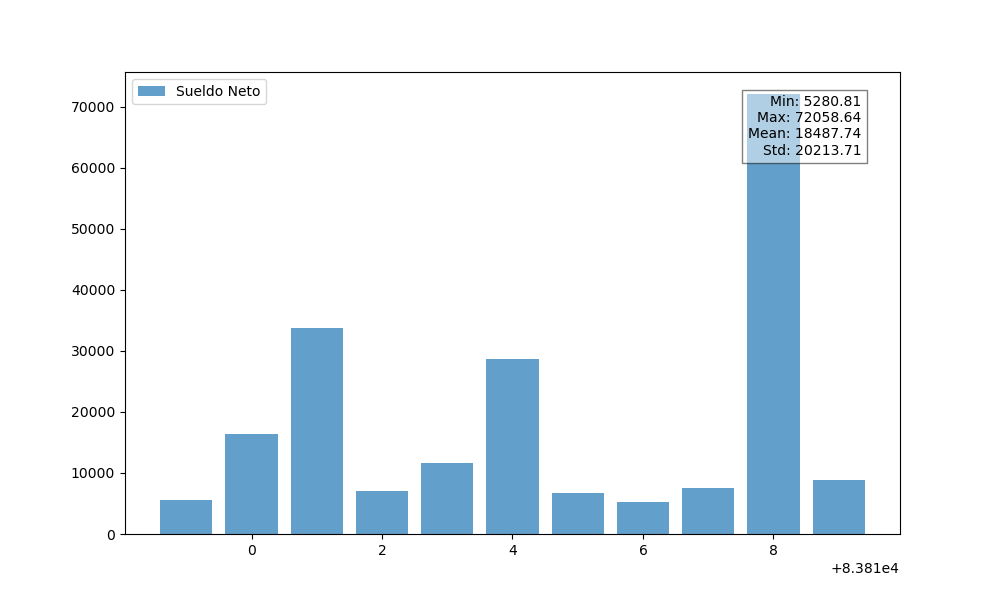 Sueldo Neto
Min: 5280.81
Max: 72058.64
Mean: 18487.74
Std: 20213.71
70000
60000
50000
40000
30000
20000
10000
0
0 2 4 6 8
+8.381e4